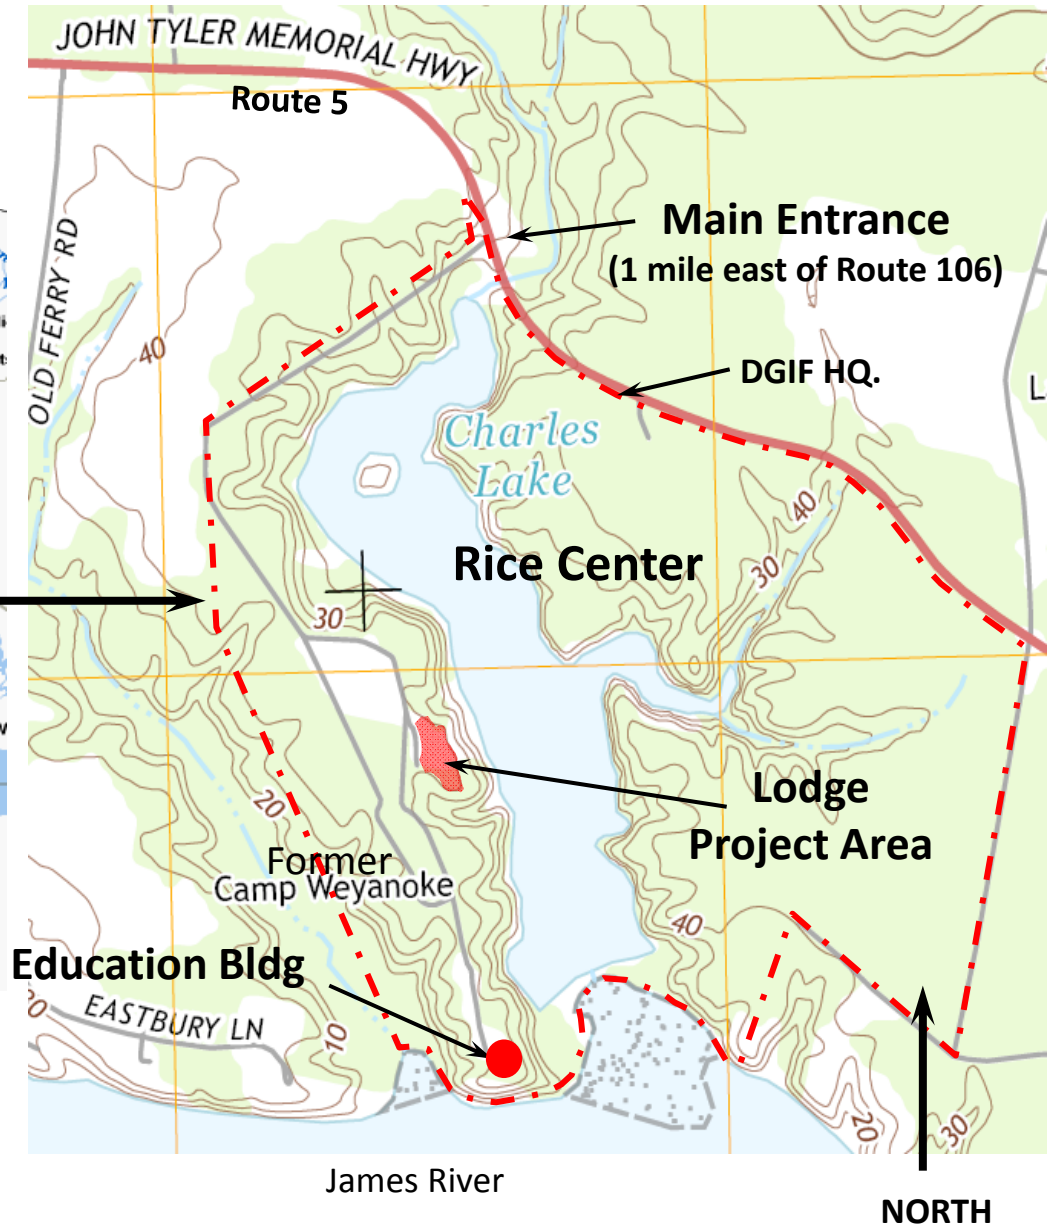 JOHN TYLER MEMORIAL HWY
Route 5
OLD FERRY RD
Main Entrance
(1 mile east of Route 106)
40
DGIF HQ.
Charles
Lake
40
Rice Center
30
30
Lodge
Project Area
20
Former
Camp Weyanoke
40
Education Bldg
EASTBURY LN
10
20
30
James River
NORTH